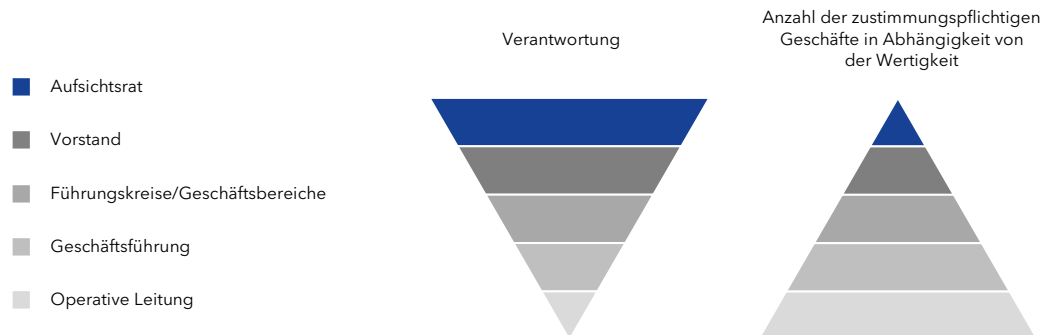 Verantwortung
Anzahl der zustimmungspflichtigen
Geschäfte in Abhängigkeit von
der Wertigkeit
Aufsichtsrat
Vorstand
Führungskreise/Geschäftsbereiche
Geschäftsführung
Operative Leitung